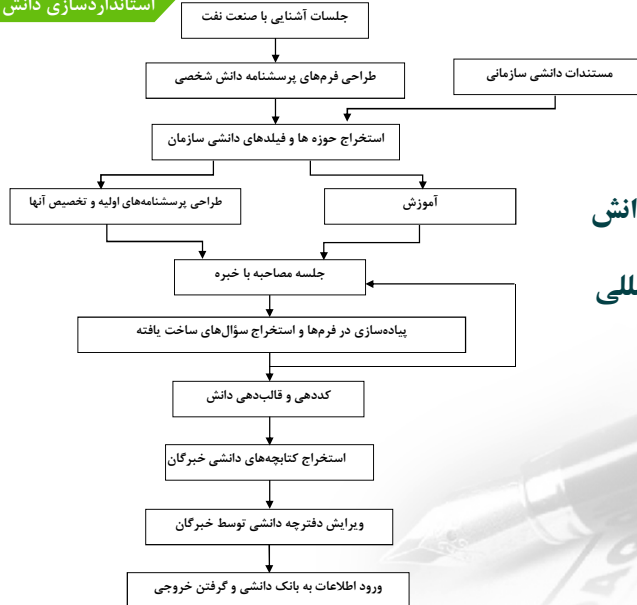 استانداردسازی دانش
جلسات آشنایی با صنعت نفت
طراحی فرم‌های پرسشنامه دانش شخصی
مستندات دانشی سازمانی
استخراج حوزه ها و فیلدهای دانشی سازمان
آموزش
طراحی پرسشنامه‌های اولیه و تخصیص آنها
جلسه مصاحبه با خبره
پیاده‌سازی در فرم‌ها و استخراج سؤال‌های ساخت یافته
کددهی و قالب‌دهی دانش
استخراج کتابچه‌های دانشی خبرگان
ویرایش دفترچه دانشی توسط خبرگان
ورود اطلاعات به بانک دانشی و گرفتن خروجی